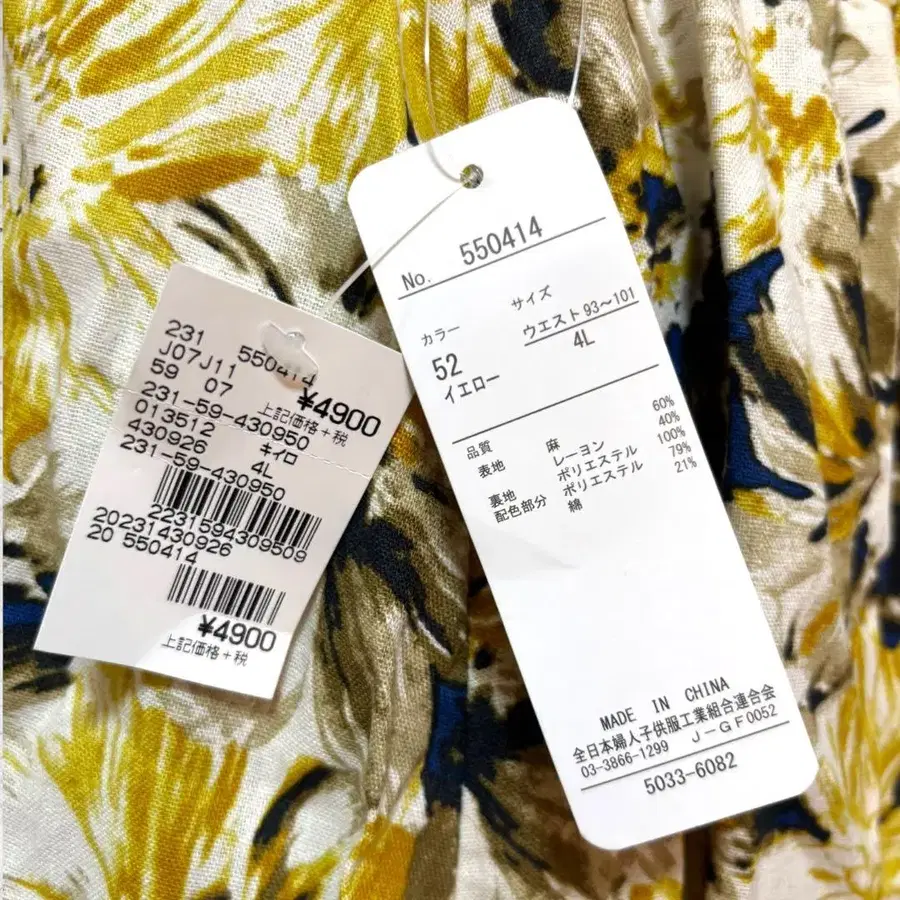 231 550414
J07J11
59 07 ¥4900
上記価格+税
231-59-430950
013512 キイロ
430926 4L
231-59-430950
2231594309509
20231430926
20 550414
¥4900
上記価格+税
No. 550414
カラー サイズ
52 ウエスト93〜101
イエロー 4L
品質
表地 麻 60%
レーヨン 40%
裏地 ポリエステル 100%
配色部分 ポリエステル 79%
綿 21%
MADE IN CHINA
全日本婦人子供服工業組合連合会
03-3866-1299 J-GF0052
5033-6082